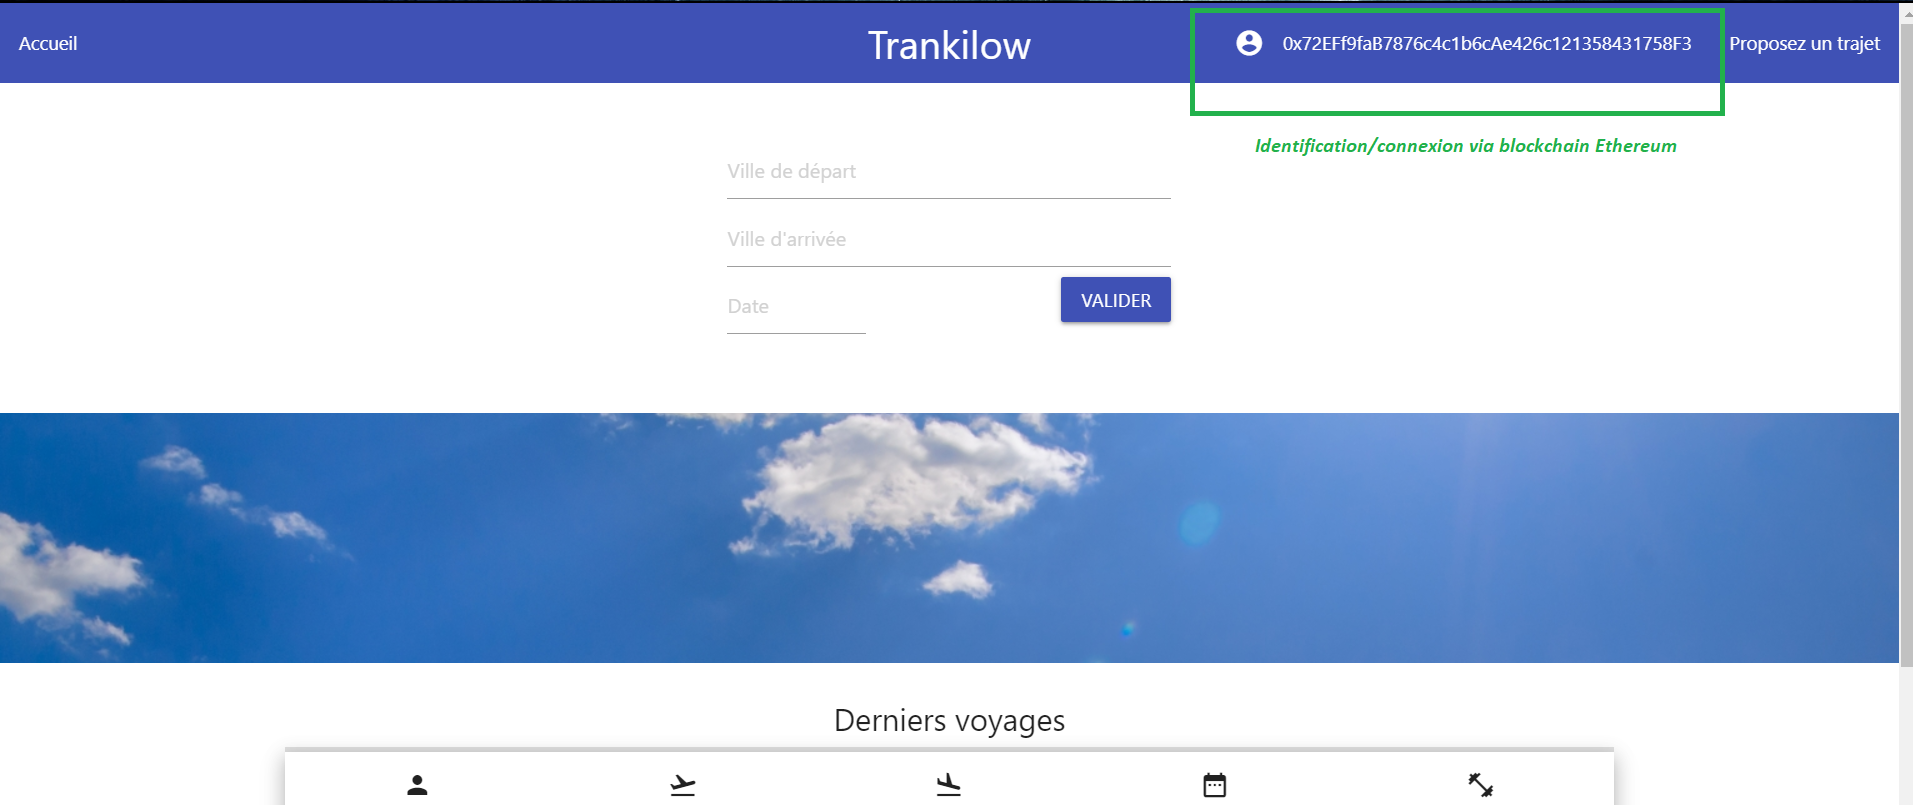 Accueil
Trankilow
0x72EFf9faB7876c4c1b6cAe426c121358431758F3
Proposez un trajet
Identification/connexion via blockchain Ethereum
Ville de départ
Ville d'arrivée
Date
VALIDER
Derniers voyages